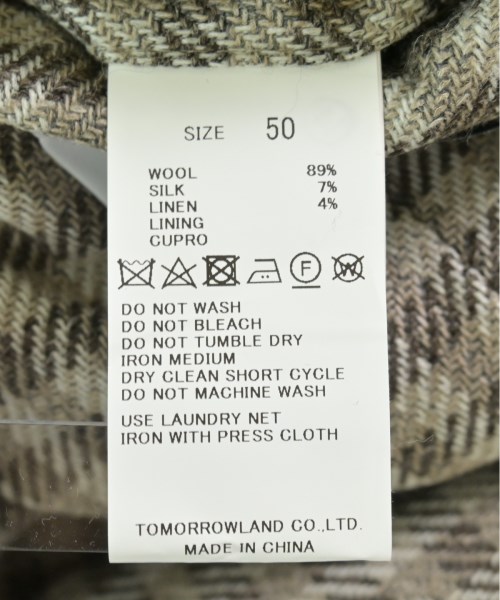 SIZE 50
WOOL 89%
SILK 7%
LINEN 4%
LINING
CUPRO
F W
DO NOT WASH
DO NOT BLEACH
DO NOT TUMBLE DRY
IRON MEDIUM
DRY CLEAN SHORT CYCLE
DO NOT MACHINE WASH
USE LAUNDRY NET
IRON WITH PRESS CLOTH
TOMORROWLAND CO.,LTD.
MADE IN CHINA